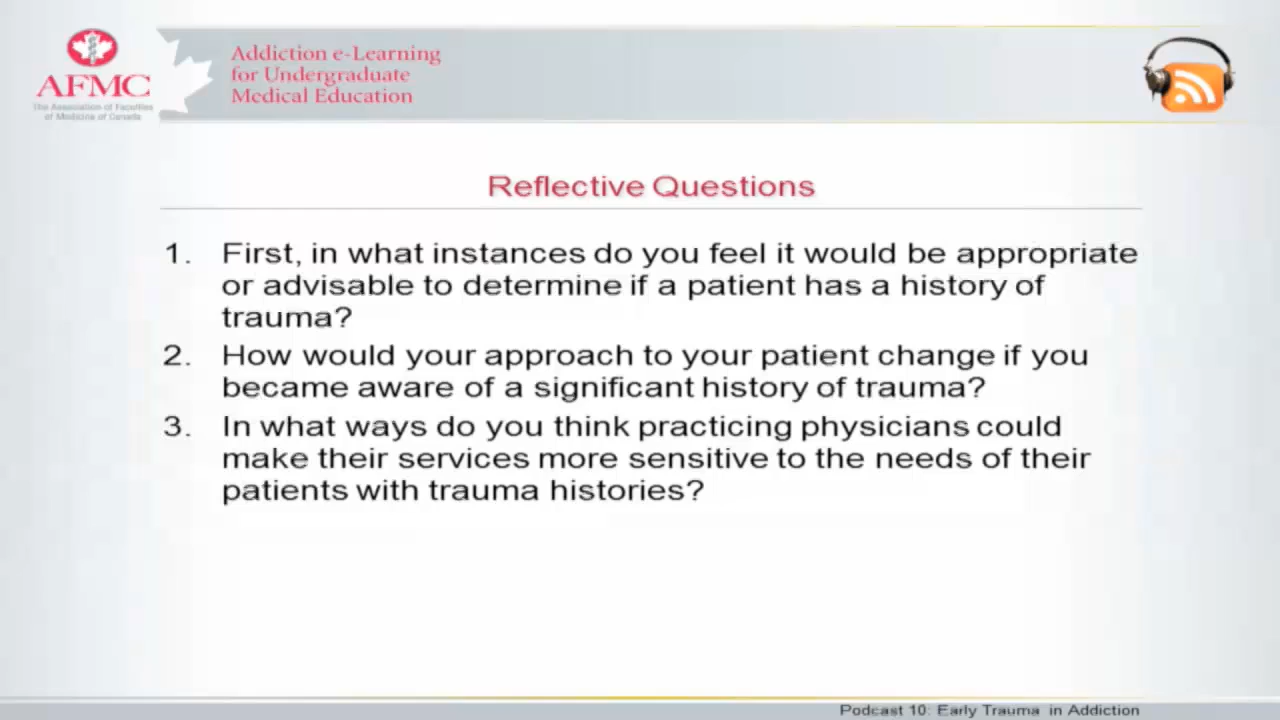 AFMC
The Association of Faculties
of Medicine of Canada
Addiction e-Learning
for Undergraduate
Medical Education
Reflective Questions
1. First, in what instances do you feel it would be appropriate
or advisable to determine if a patient has a history of
trauma?
2. How would your approach to your patient change if you
became aware of a significant history of trauma?
3. In what ways do you think practicing physicians could
make their services more sensitive to the needs of their
patients with trauma histories?
Podcast 10: Early Trauma in Addiction